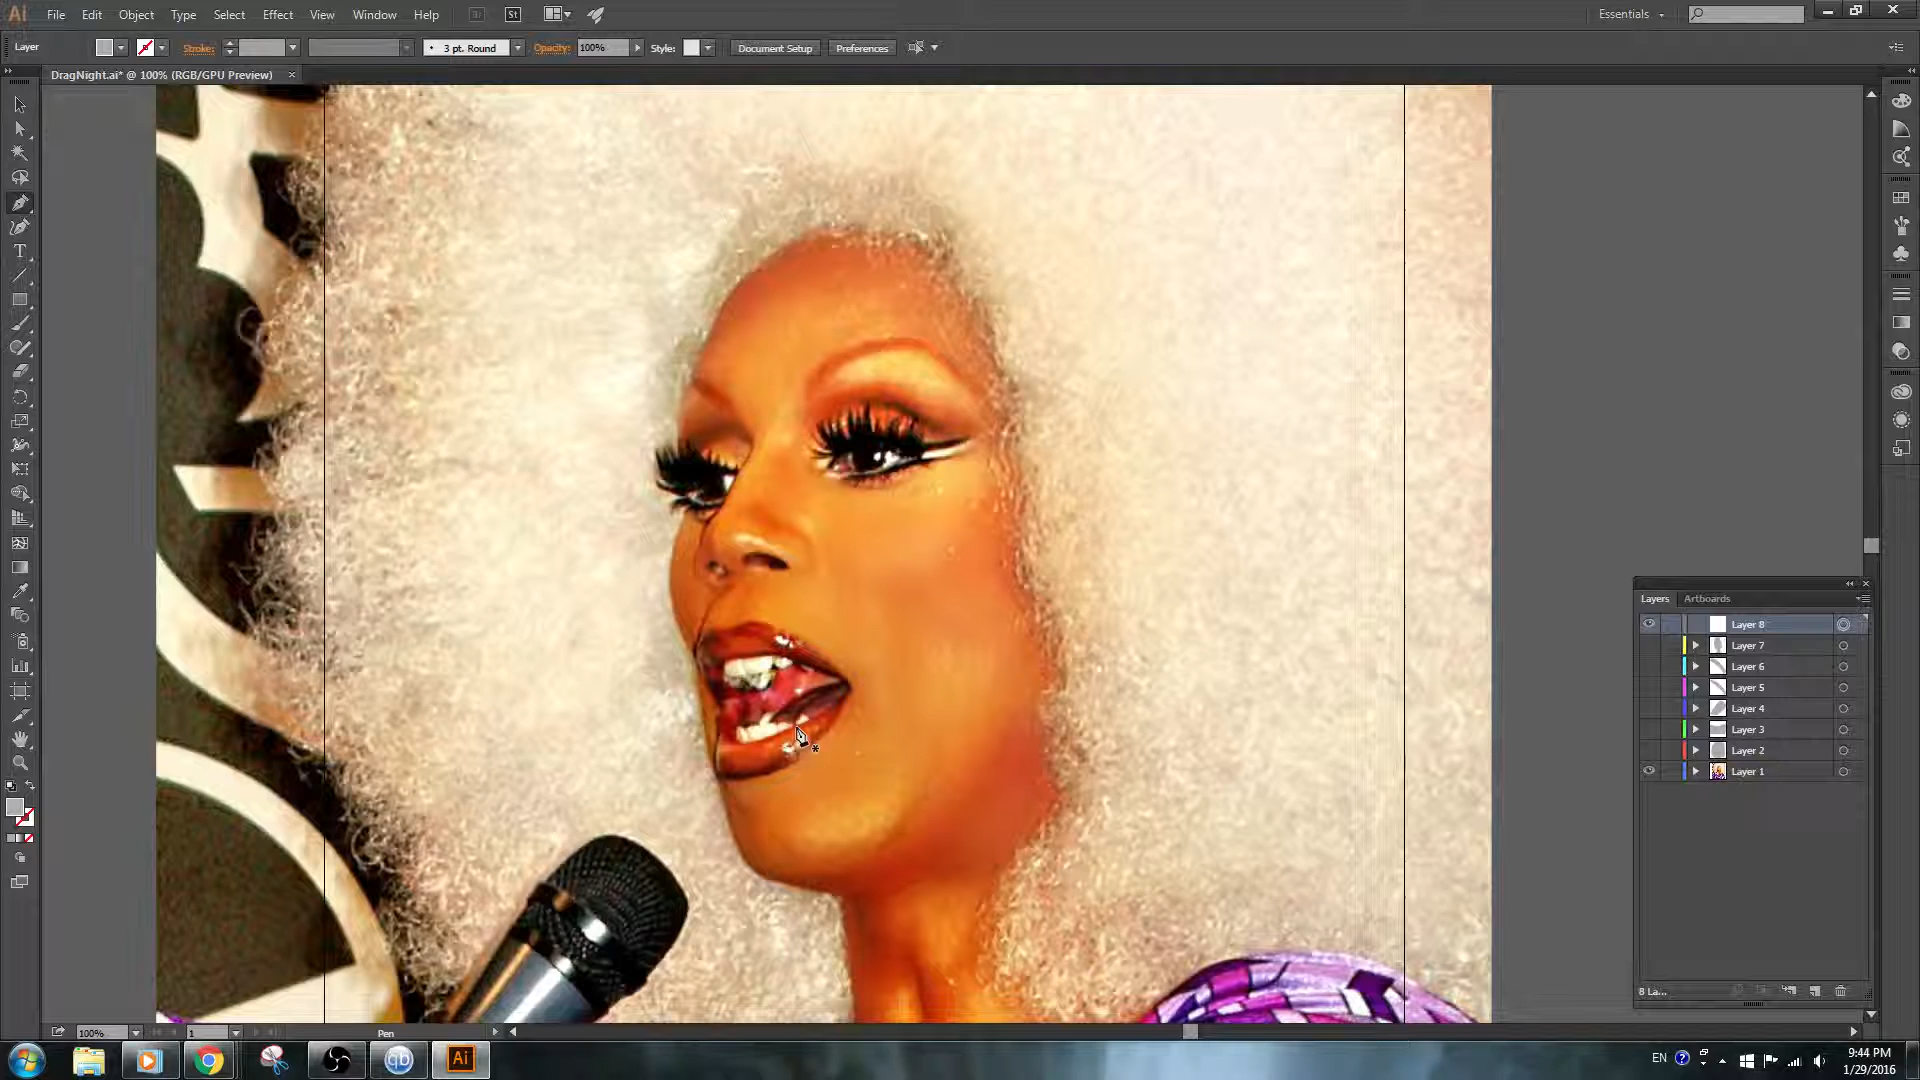 Ai File Edit Object Type Select Effect View Window Help Br St Essentials
Layer Stroke: 3 pt. Round Opacity: 100% Style: Document Setup Preferences
DragNight.ai* @ 100% (RGB/GPU Preview)
Layers Artboards
Layer 8
Layer 7
Layer 6
Layer 5
Layer 4
Layer 3
Layer 2
Layer 1
8 La...
100% 1 Pen
qb Ai EN 9:44 PM
1/29/2016